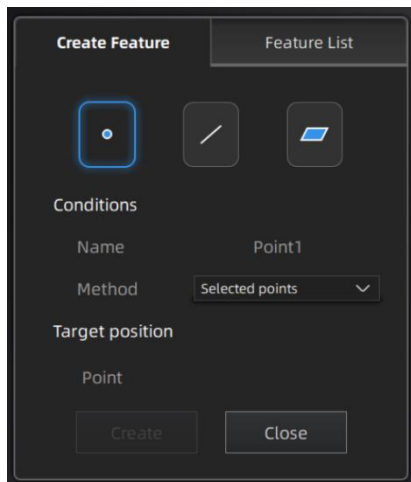 Create Feature Feature List
Conditions
Name Point1
Method Selected points
Target position
Point
Create Close